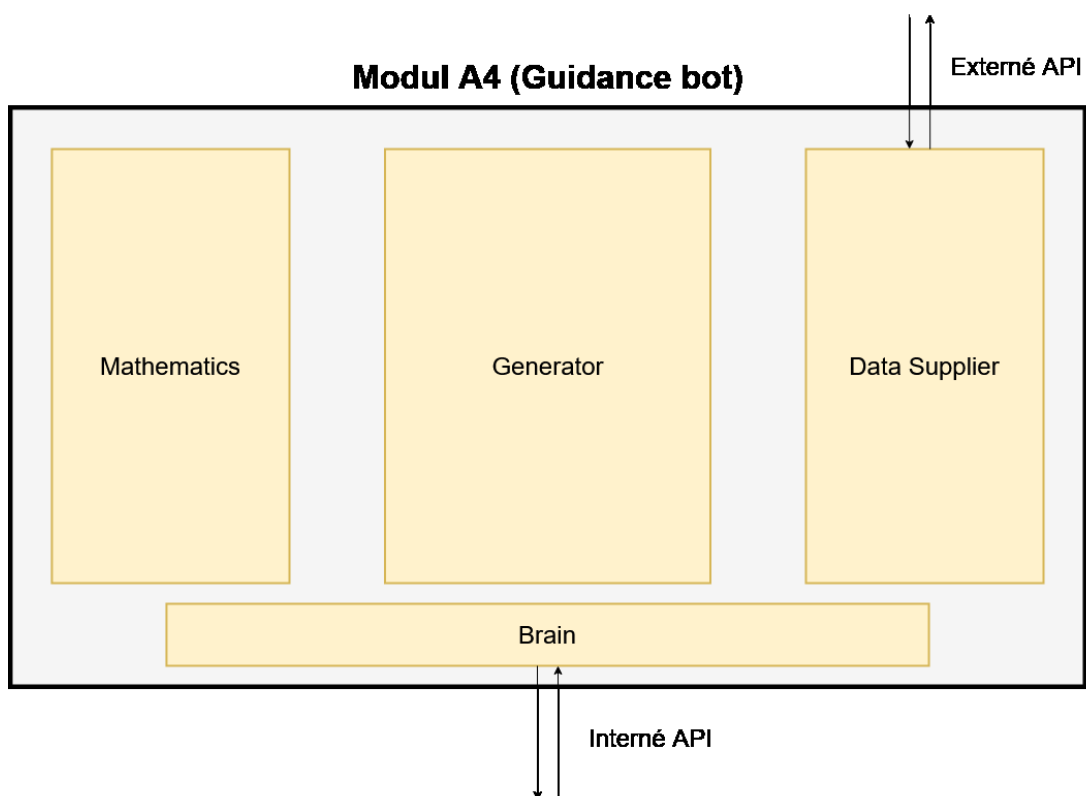 Externé API
Modul A4 (Guidance bot)
Mathematics
Generator
Data Supplier
Brain
Interné API